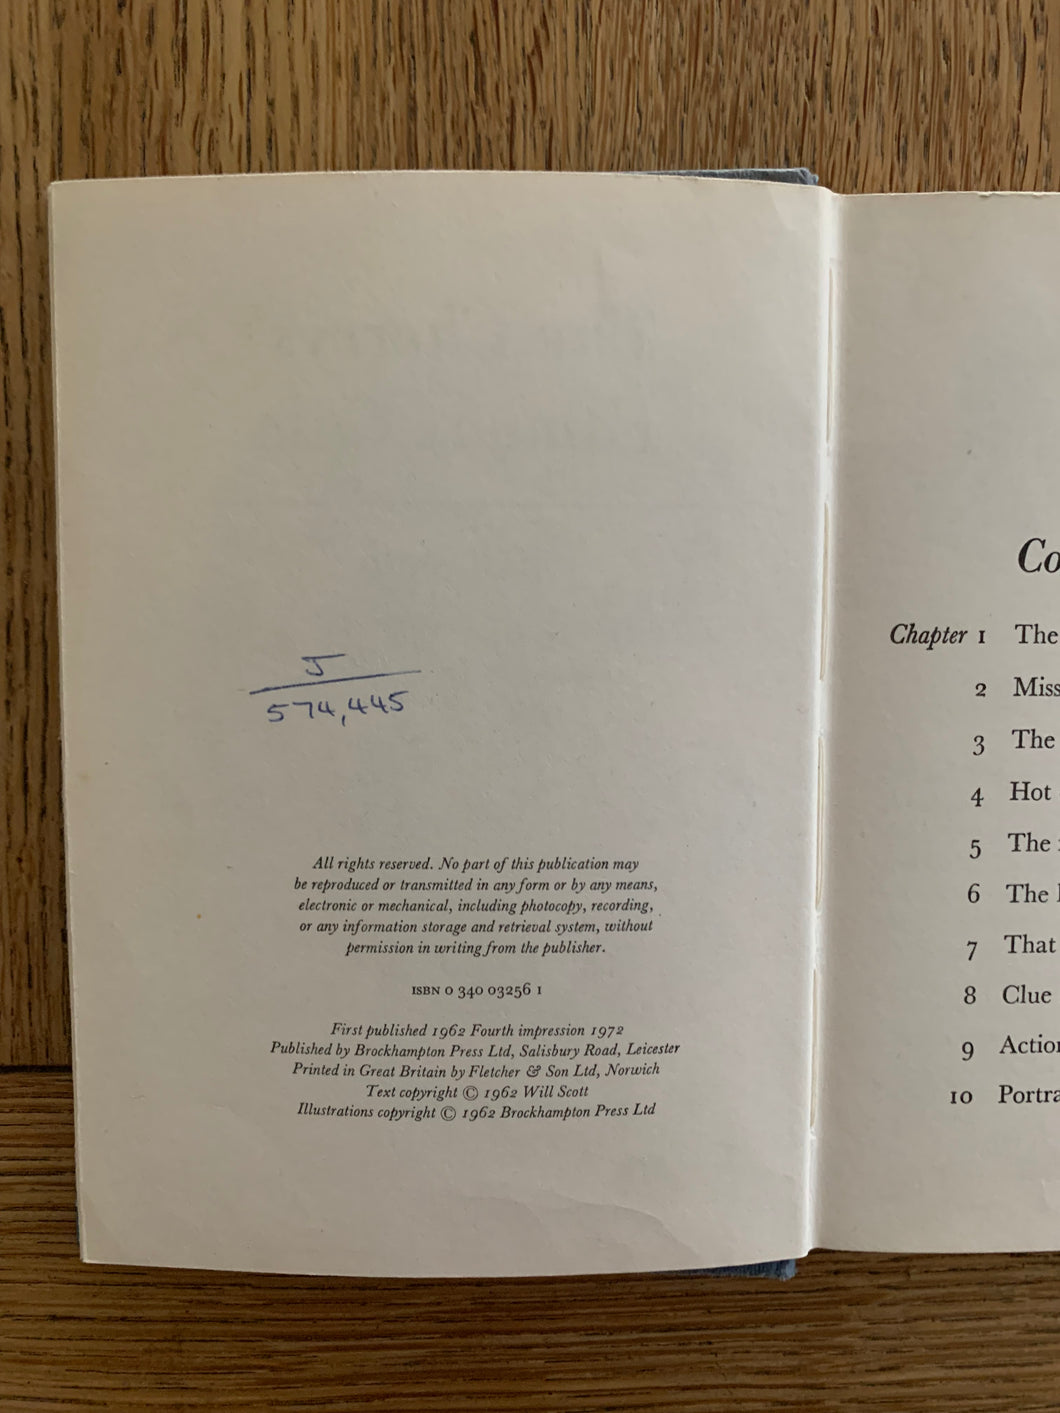 J
574,445
All rights reserved. No part of this publication may
be reproduced or transmitted in any form or by any means,
electronic or mechanical, including photocopy, recording,
or any information storage and retrieval system, without
permission in writing from the publisher.
ISBN 0 340 03256 1
First published 1962 Fourth impression 1972
Published by Brockhampton Press Ltd, Salisbury Road, Leicester
Printed in Great Britain by Fletcher & Son Ltd, Norwich
Text copyright © 1962 Will Scott
Illustrations copyright © 1962 Brockhampton Press Ltd
Co
Chapter 1 The
2 Miss
3 The
4 Hot
5 The
6 The
7 That
8 Clue
9 Action
10 Portra